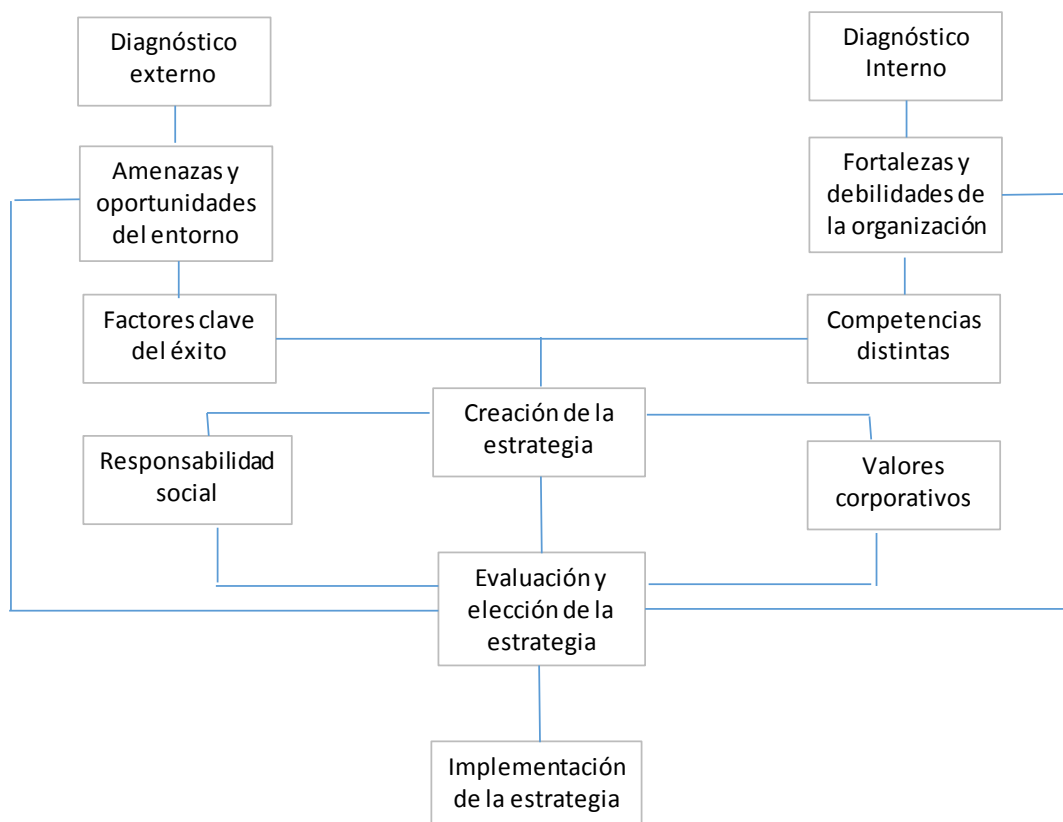 Diagnóstico
externo
Diagnóstico
Interno
Amenazas y
oportunidades
del entorno
Fortalezas y
debilidades de
la organización
Factores clave
del éxito
Competencias
distintas
Creación de la
estrategia
Responsabilidad
social
Valores
corporativos
Evaluación y
elección de la
estrategia
Implementación
de la estrategia